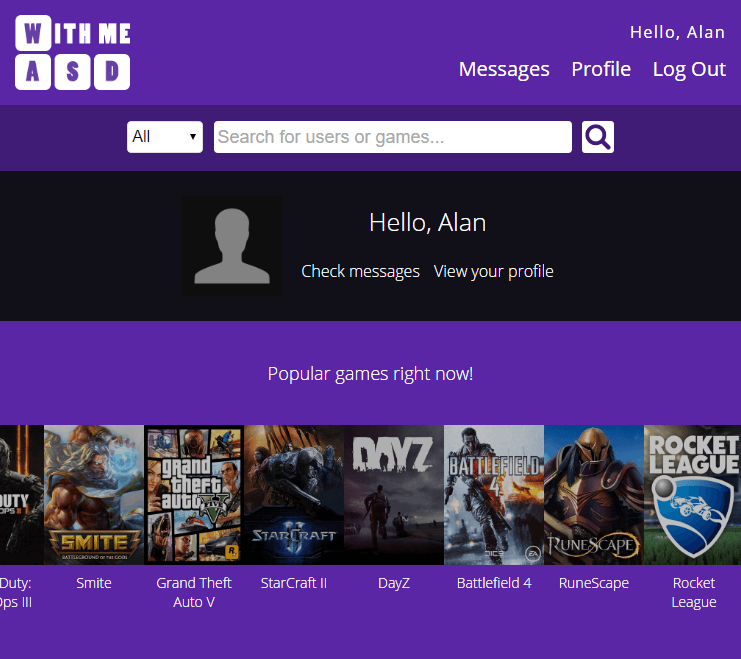 WITH ME
ASD
Hello, Alan
Messages Profile Log Out
All
Search for users or games...
Hello, Alan
Check messages View your profile
Popular games right now!
DUTY
OPS III
SMITE
BATTLEGROUND OF THE GODS
grand
theft
auto
V
R
STARCRAFT
II
DAYZ
BATTLEFIELD
4
DICE
EA
RUNESCAPE
ROCKET
LEAGUE
Duty:
Ops III
Smite
Grand Theft
Auto V
StarCraft II
DayZ
Battlefield 4
RuneScape
Rocket
League